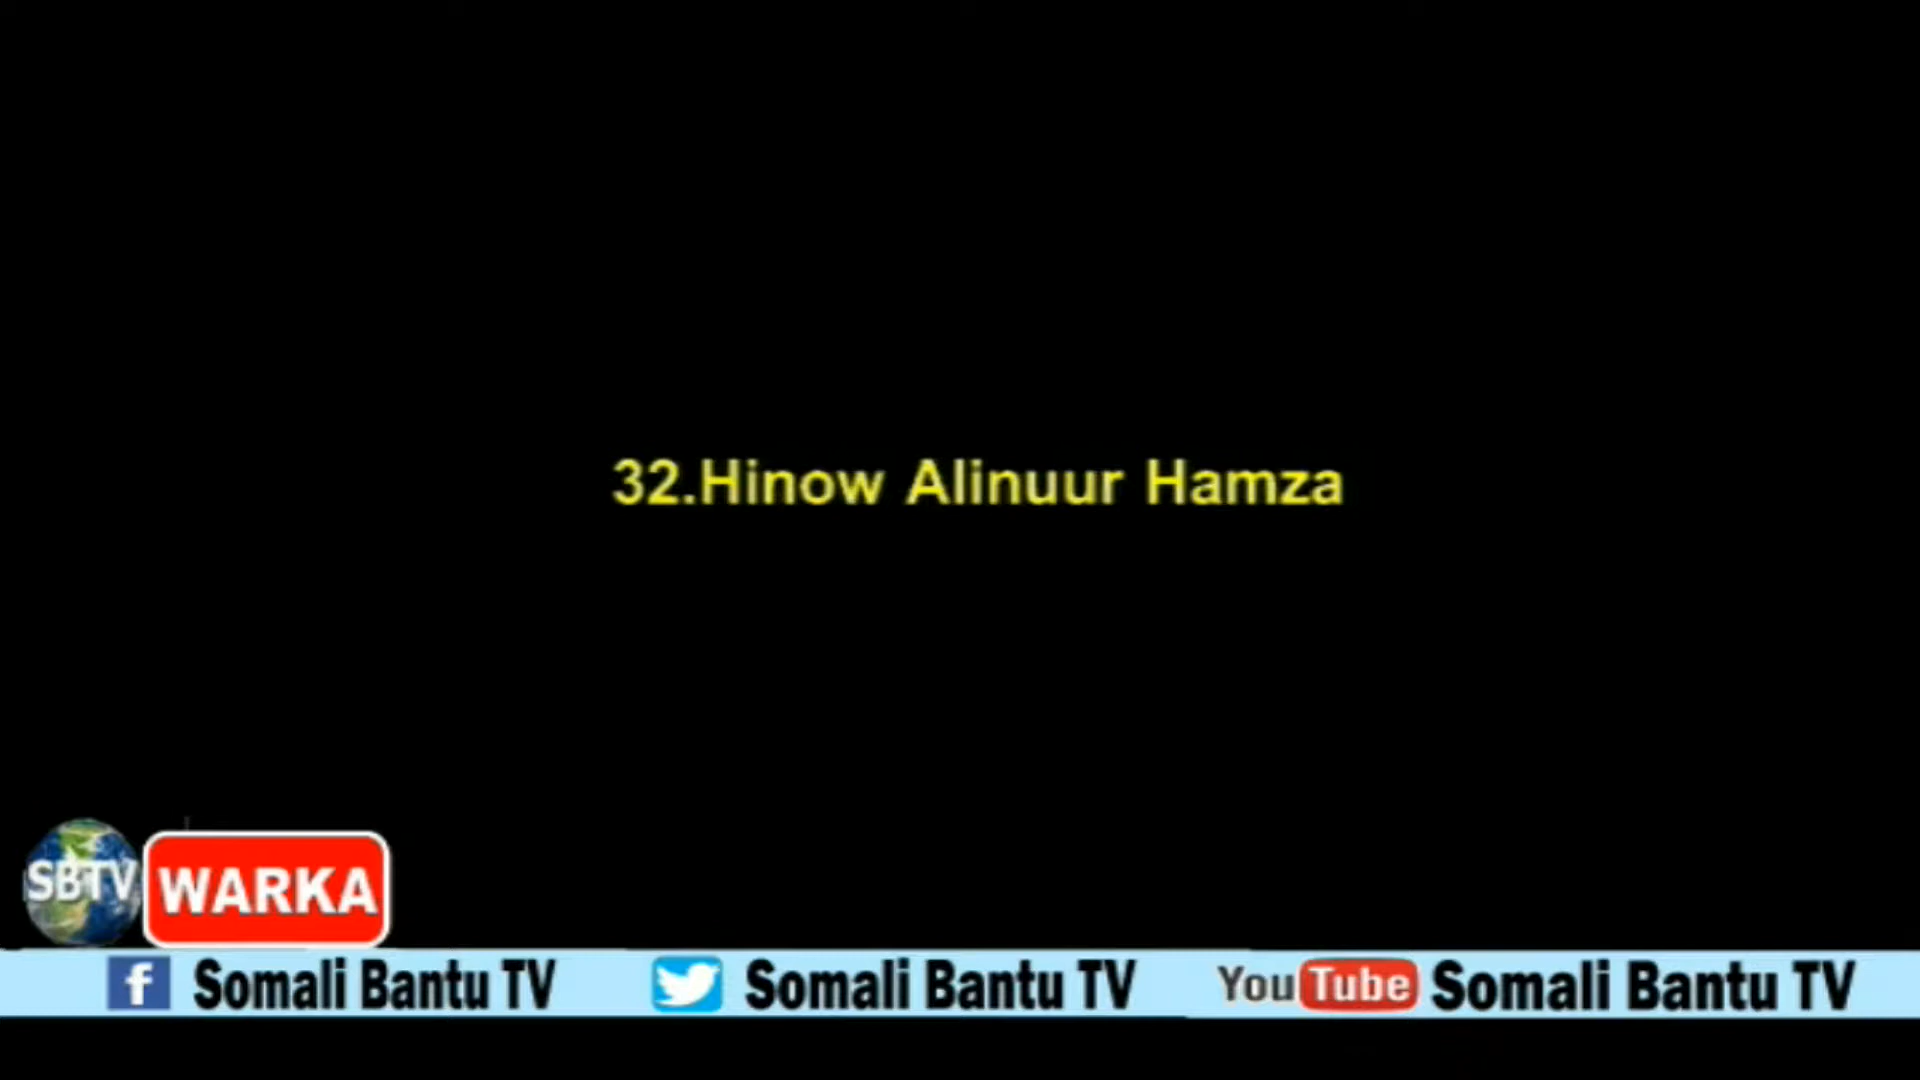 32.Hinow Alinuur Hamza
SBTV WARKA
f Somali Bantu TV Somali Bantu TV YouTube Somali Bantu TV